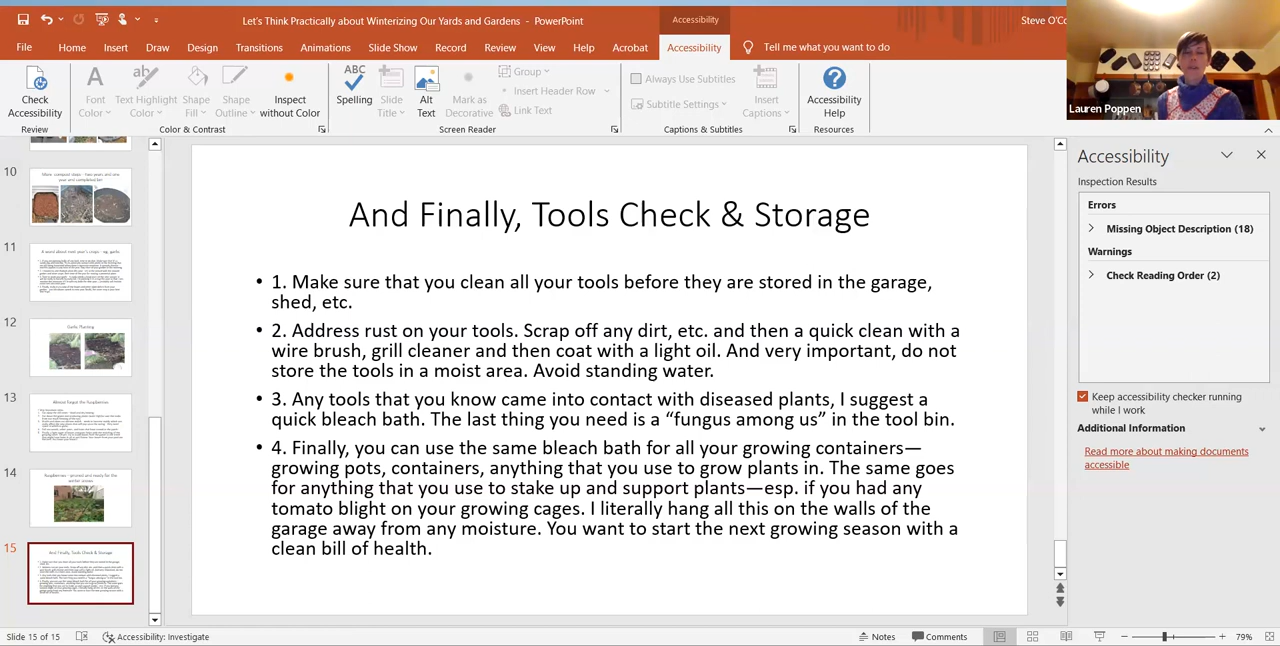 Let's Think Practically about Winterizing Our Yards and Gardens - PowerPoint
Accessibility
Steve O'Co
File Home Insert Draw Design Transitions Animations Slide Show Record Review View Help Acrobat Accessibility Tell me what you want to do
Lauren Poppen
Check Accessibility
Font Color
Text Highlight Color
Shape Fill
Shape Outline
Inspect without Color
ABC
Spelling
Slide Title
Alt Text
Mark as Decorative
Group
Insert Header Row
Link Text
Always Use Subtitles
Subtitle Settings
Insert Captions
Accessibility Help
Review
Color & Contrast
Screen Reader
Captions & Subtitles
Resources
10
11
12
Garlic Planting
13
14
15
And Finally, Tools Check & Storage
And Finally, Tools Check & Storage
• 1. Make sure that you clean all your tools before they are stored in the garage,
shed, etc.
• 2. Address rust on your tools. Scrap off any dirt, etc. and then a quick clean with a
wire brush, grill cleaner and then coat with a light oil. And very important, do not
store the tools in a moist area. Avoid standing water.
• 3. Any tools that you know came into contact with diseased plants, I suggest a
quick bleach bath. The last thing you need is a “fungus among us” in the tool bin.
• 4. Finally, you can use the same bleach bath for all your growing containers—
growing pots, containers, anything that you use to grow plants in. The same goes
for anything that you use to stake up and support plants—esp. if you had any
tomato blight on your growing cages. I literally hang all this on the walls of the
garage away from any moisture. You want to start the next growing season with a
clean bill of health.
Accessibility
Inspection Results
Errors
Missing Object Description (18)
Warnings
Check Reading Order (2)
Keep accessibility checker running
while I work
Additional Information
Read more about making documents
accessible
Slide 15 of 15 Accessibility: Investigate Notes Comments 79%